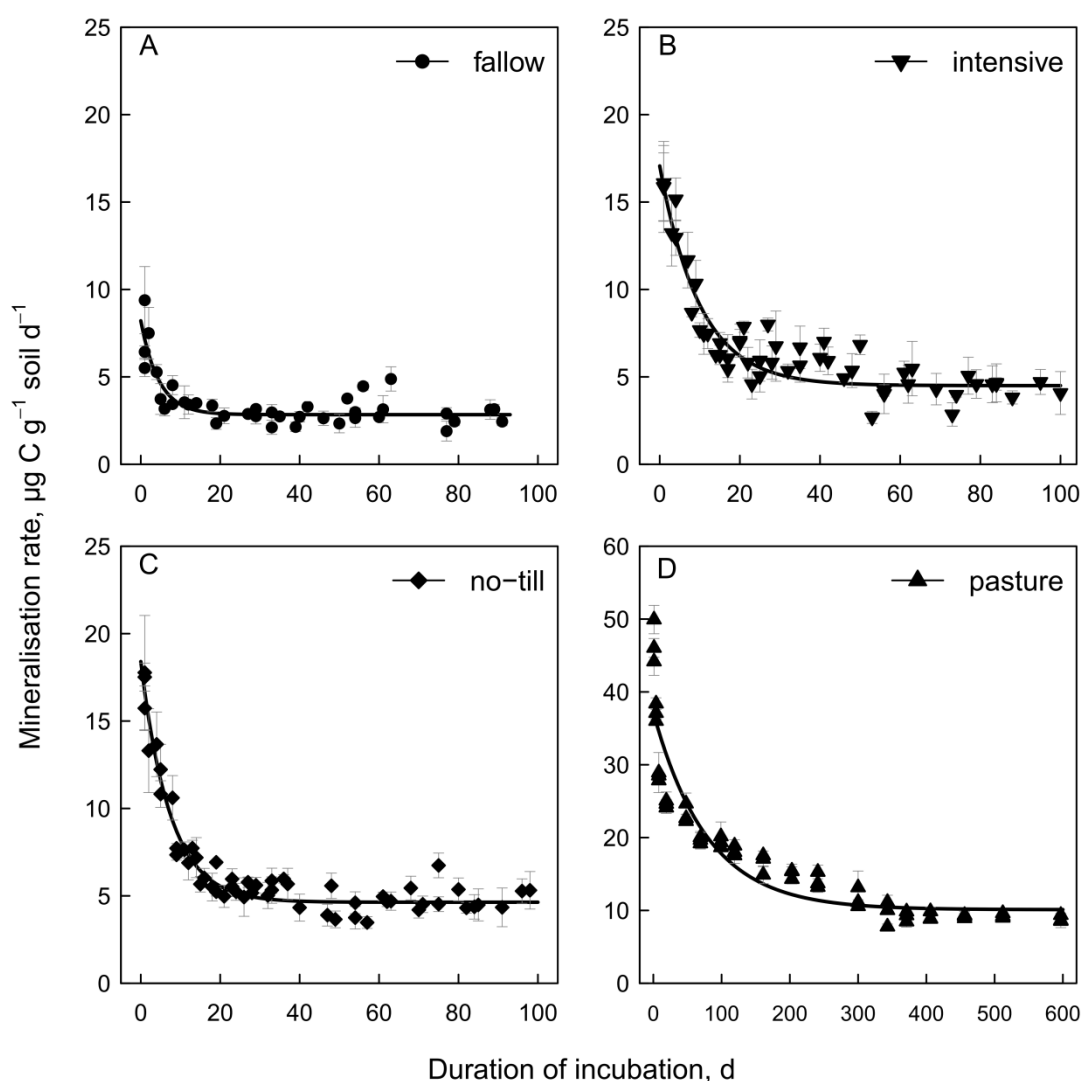 Mineralisation rate, µg C g⁻¹ soil d⁻¹
A
fallow
25
20
15
10
5
0
0 20 40 60 80 100
B
intensive
25
20
15
10
5
0
0 20 40 60 80 100
C
no−till
25
20
15
10
5
0
0 20 40 60 80 100
D
pasture
60
50
40
30
20
10
0
0 100 200 300 400 500 600
Duration of incubation, d